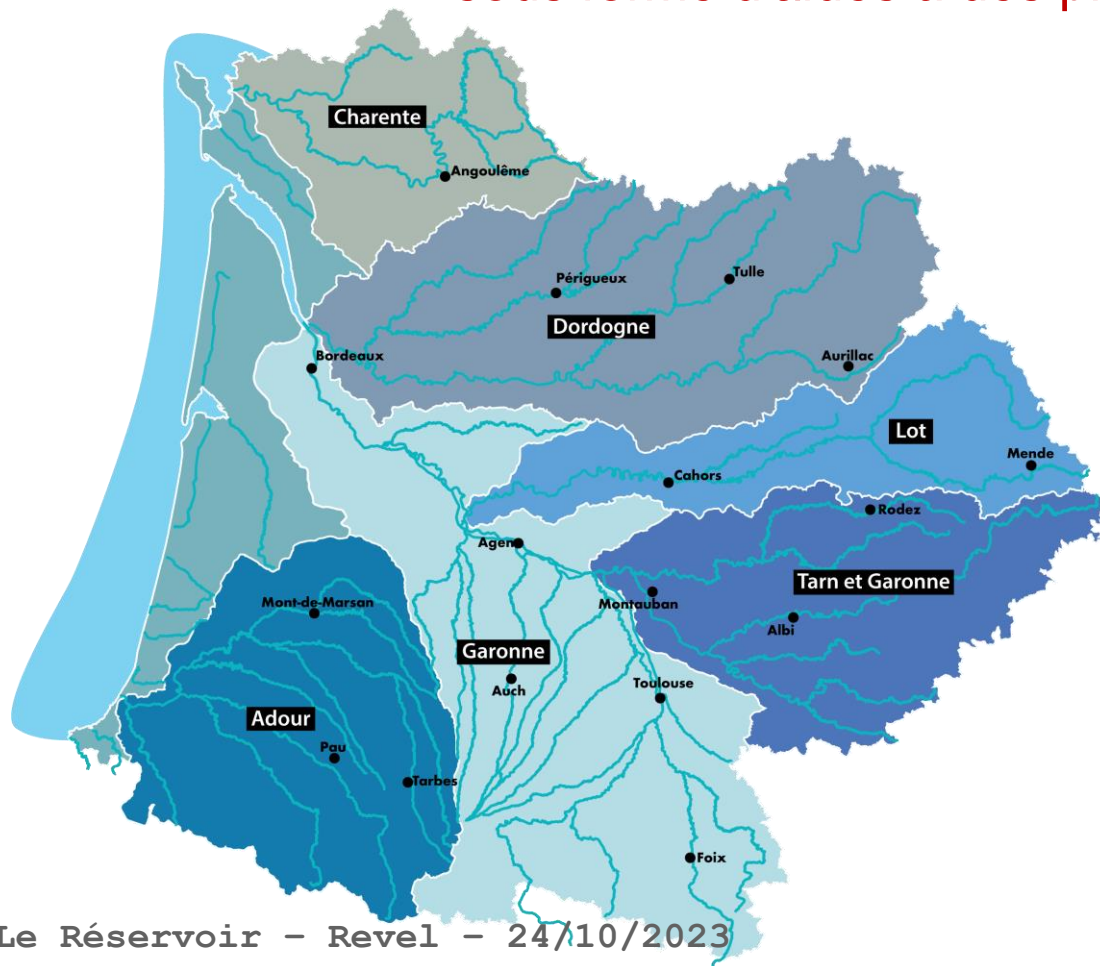 Charente
Angoulême
Périgueux
Tulle
Dordogne
Bordeaux
Aurillac
Lot
Mende
Cahors
Rodez
Agen
Tarn et Garonne
Montauban
Mont-de-Marsan
Albi
Garonne
Toulouse
Auch
Adour
Pau
Tarbes
Foix
Le Réservoir – Revel – 24/10/2023